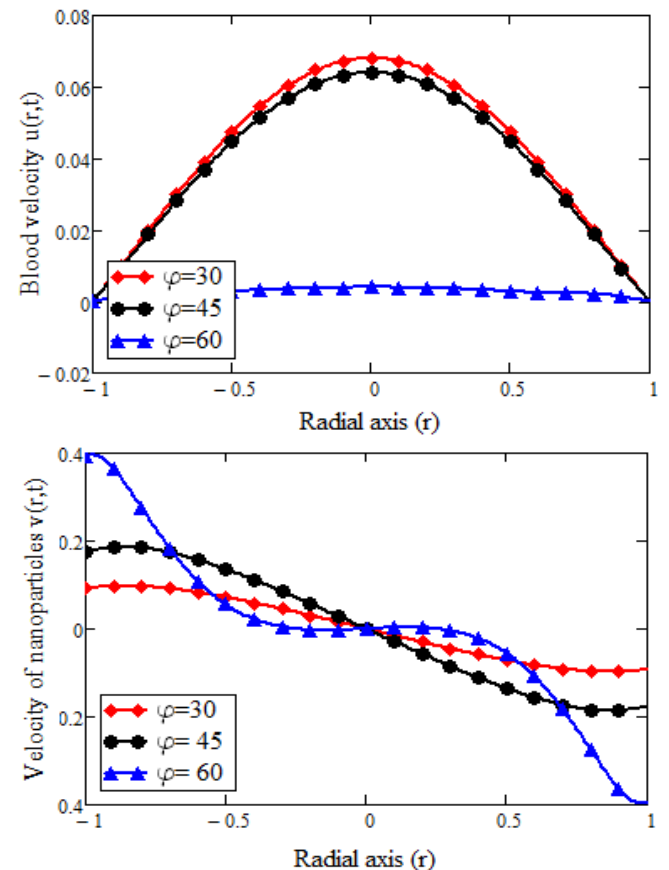 0.08
0.06
0.04
0.02
0
− 0.02
Blood velocity u(r,t)
φ=30
φ=45
φ=60
− 1
− 0.5
0
0.5
1
Radial axis (r)
0.4
0.2
0
0.2
0.4
Velocity of nanoparticles v(r,t)
φ=30
φ= 45
φ= 60
− 1
− 0.5
0
0.5
1
Radial axis (r)